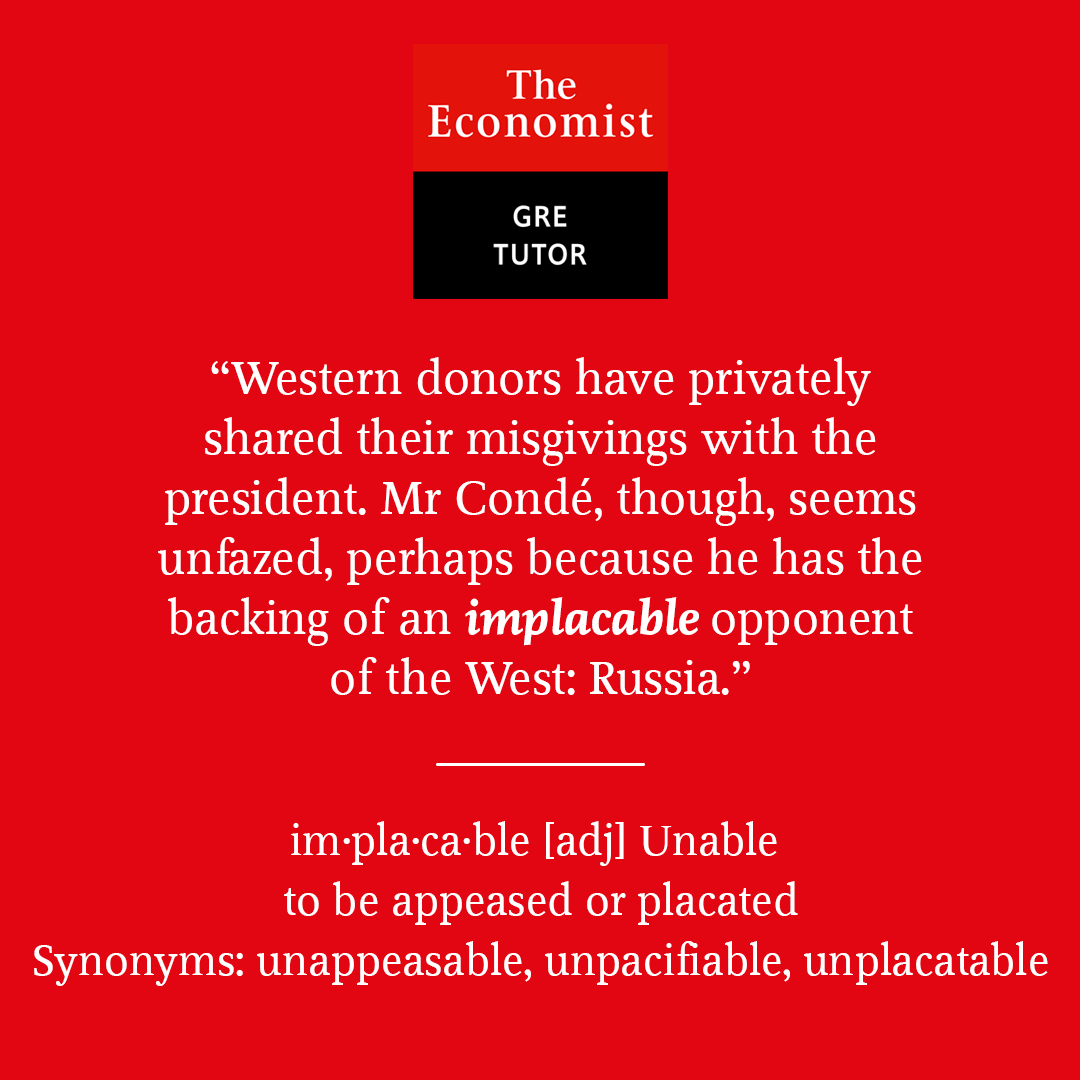 The
Economist
GRE
TUTOR
“Western donors have privately
shared their misgivings with the
president. Mr Condé, though, seems
unfazed, perhaps because he has the
backing of an implacable opponent
of the West: Russia.”
im·pla·ca·ble [adj] Unable
to be appeased or placated
Synonyms: unappeasable, unpacifiable, unplacatable